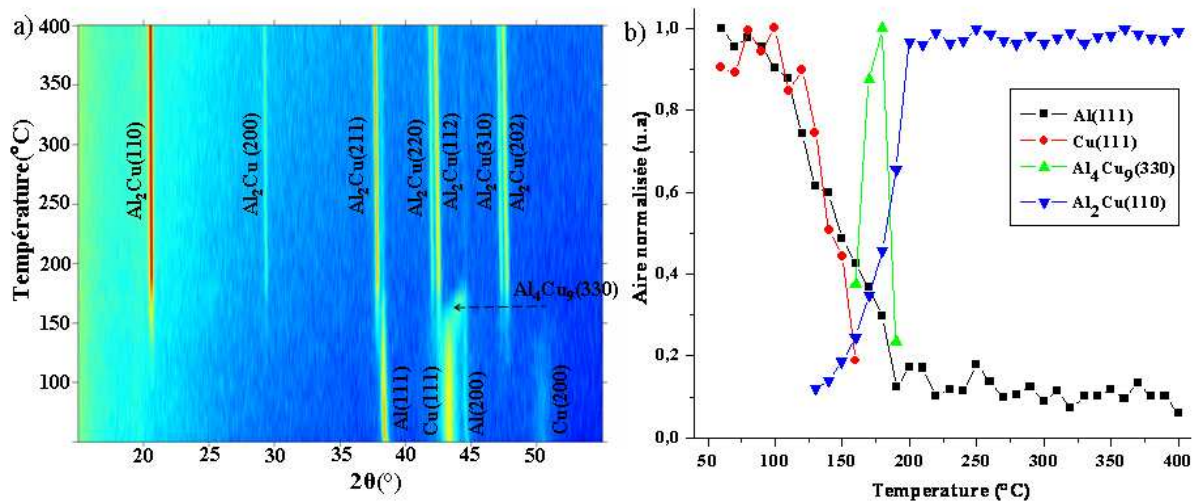 a)
Température(°C)
400
350
300
250
200
150
100
Al₂Cu(110)
Al₂Cu (200)
Al₂Cu(211)
Al₂Cu(220)
Al₂Cu(112)
Al₂Cu(310)
Al₂Cu(202)
Al₄Cu₉(330)
Al(111)
Cu(111)
Al(200)
Cu(200)
20 30 40 45 50
2θ(°)
b)
Aire normalisée (u.a)
1,0
0,8
0,6
0,4
0,2
0,0
Al(111)
Cu(111)
Al₄Cu₉(330)
Al₂Cu(110)
50 100 150 200 250 300 350 400
Temperature (°C)